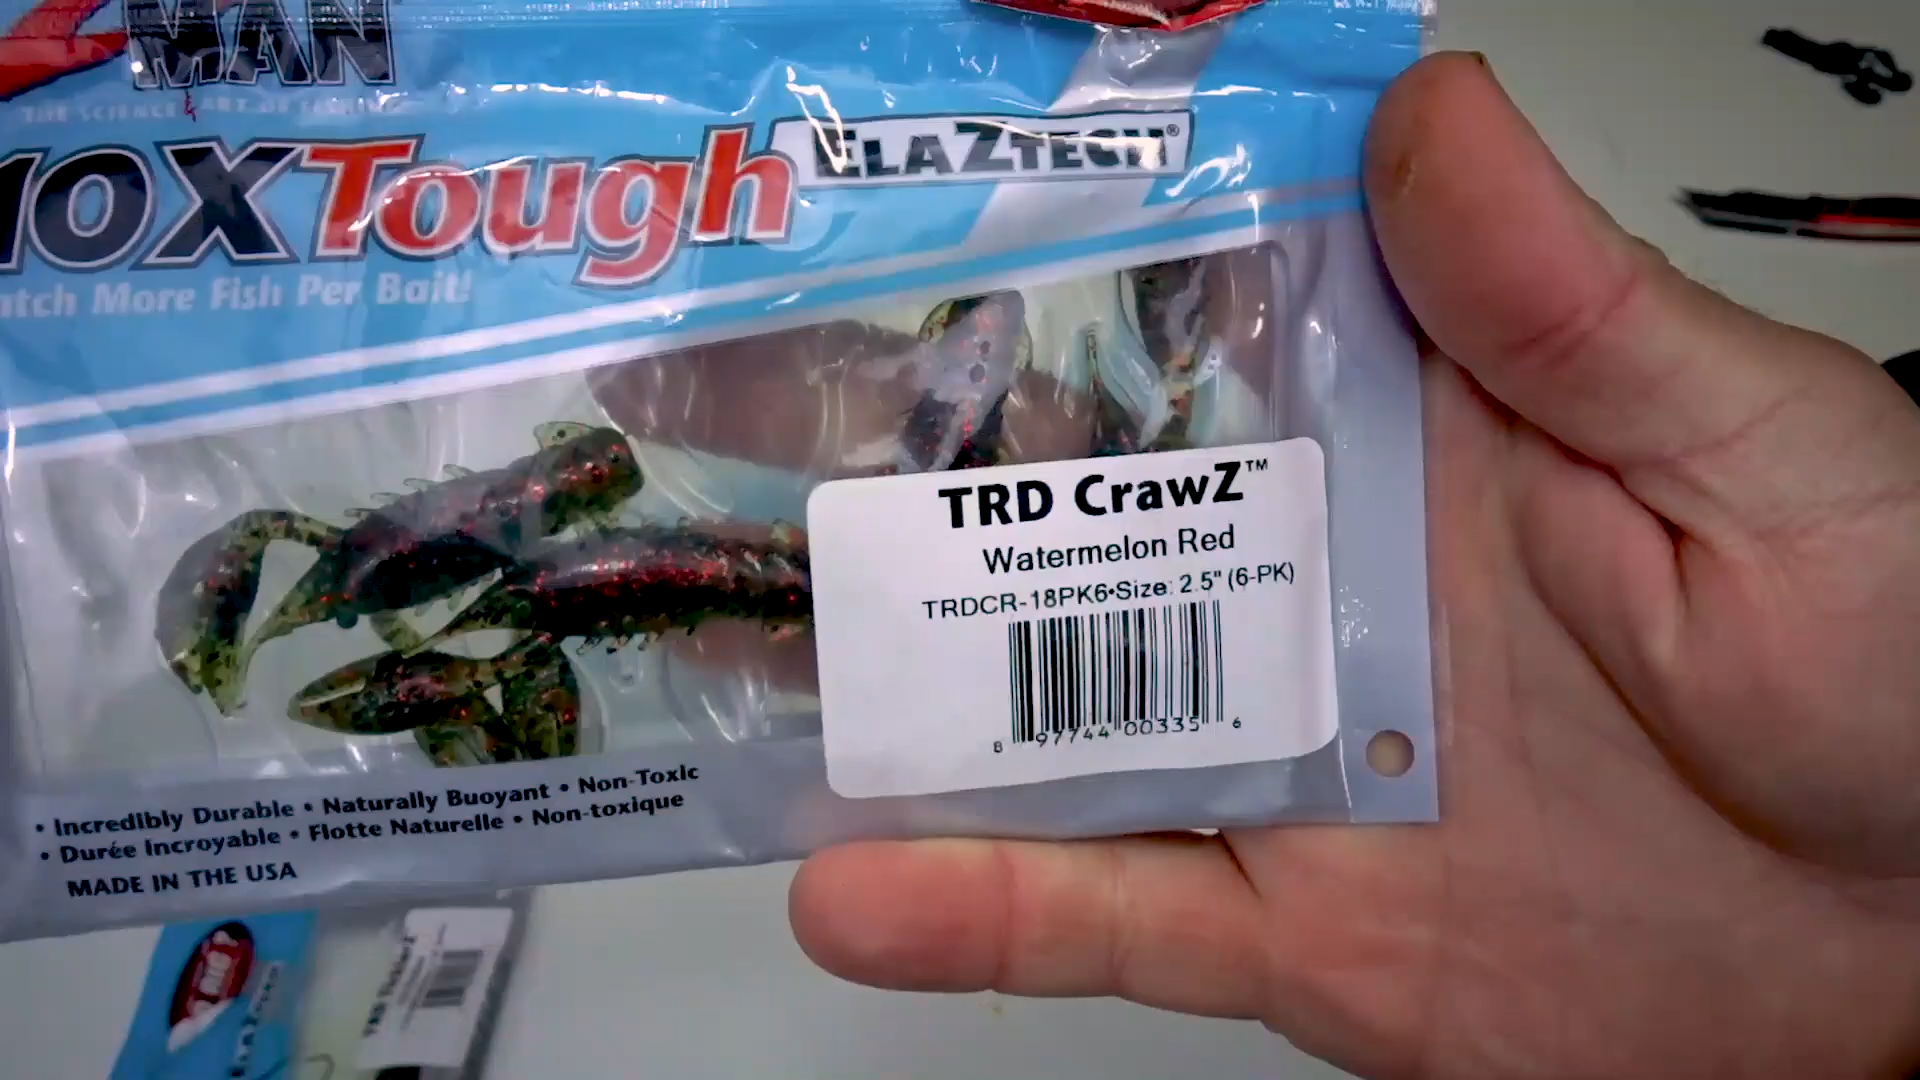 ZMAN
THE SCIENCE & ART OF FISHING
10X Tough
ELAZTECH®
atch More Fish Per Bait!
TRD CrawZ™
Watermelon Red
TRDCR-18PK6•Size: 2.5" (6-PK)
8 97744 00335 6
• Incredibly Durable • Naturally Buoyant • Non-Toxic
• Durée Incroyable • Flotte Naturelle • Non-toxique
MADE IN THE USA
ELAZTECH